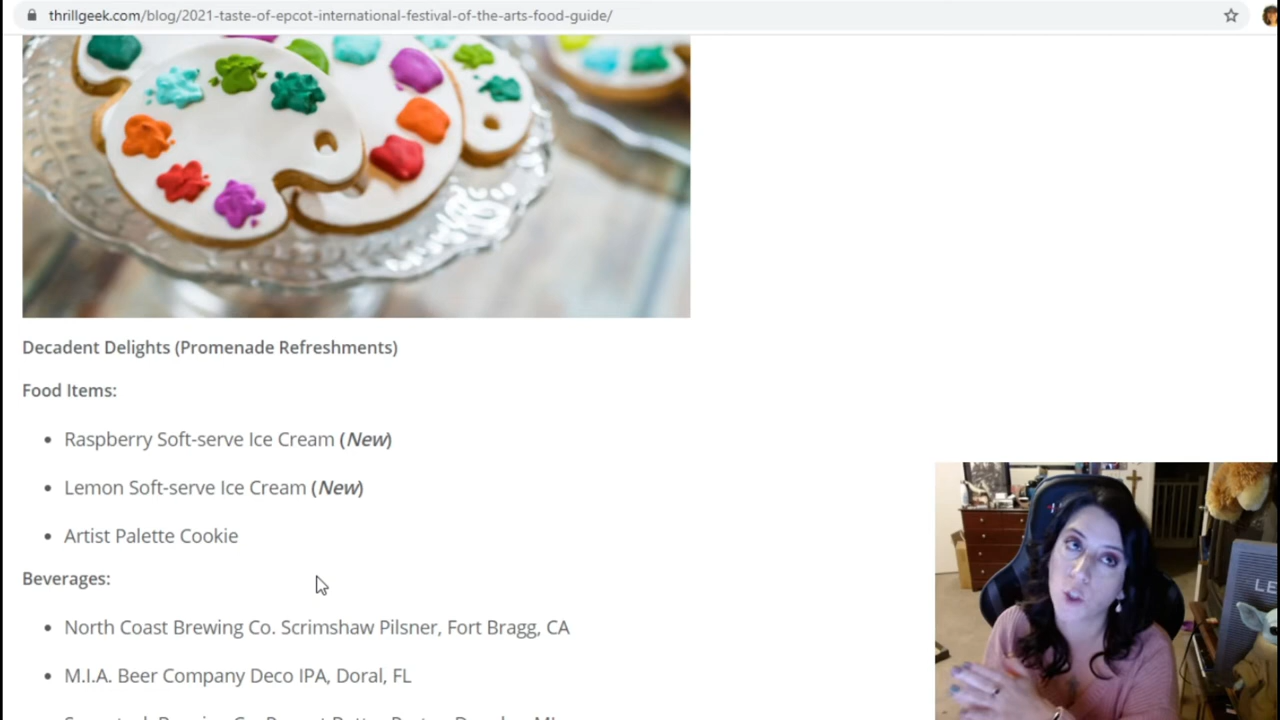 thrillgeek.com/blog/2021-taste-of-epcot-international-festival-of-the-arts-food-guide/
Decadent Delights (Promenade Refreshments)
Food Items:
• Raspberry Soft-serve Ice Cream (New)
• Lemon Soft-serve Ice Cream (New)
• Artist Palette Cookie
Beverages:
• North Coast Brewing Co. Scrimshaw Pilsner, Fort Bragg, CA
• M.I.A. Beer Company Deco IPA, Doral, FL
LE